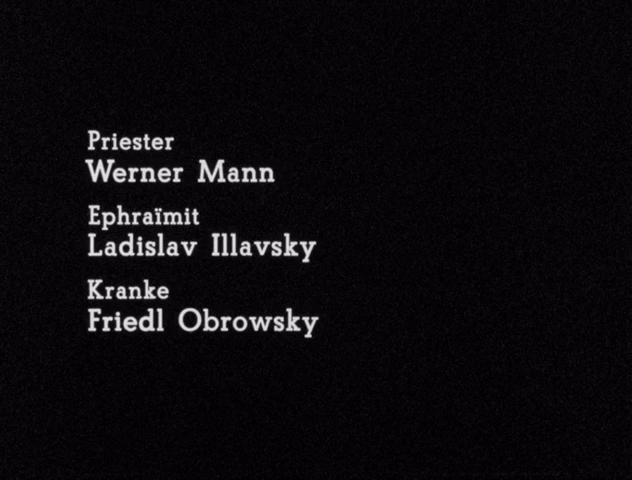 Priester
Werner Mann
Ephraïmit
Ladislav Illavsky
Kranke
Friedl Obrowsky